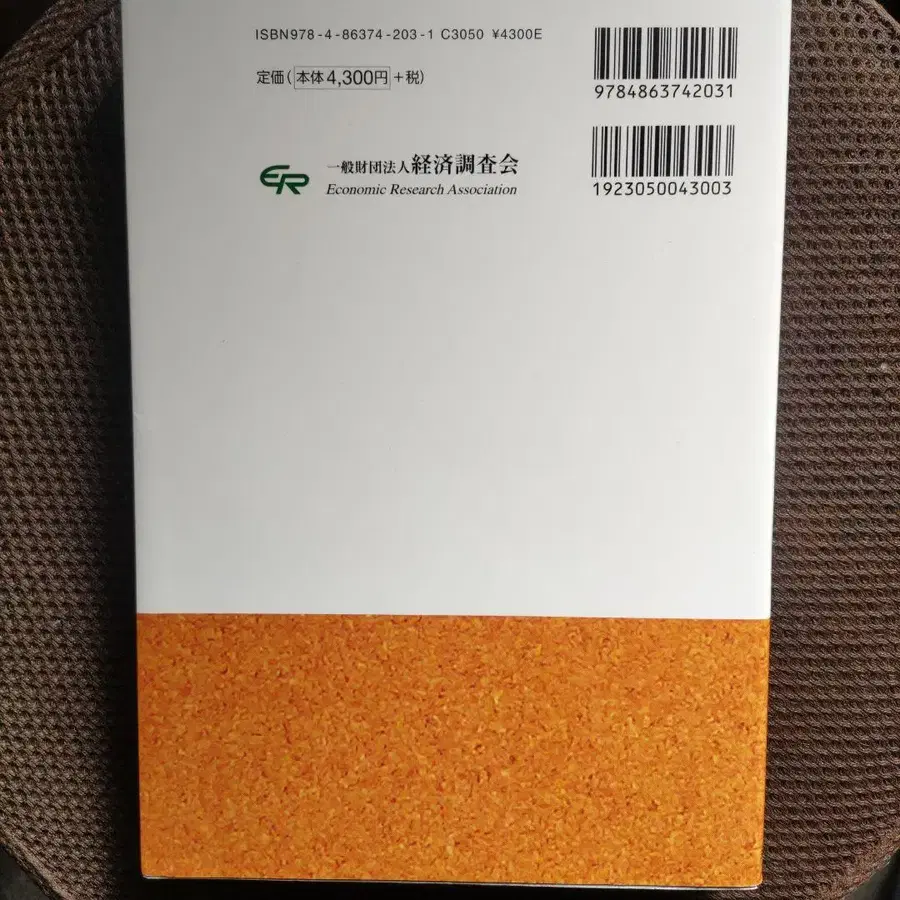 ISBN978-4-86374-203-1 C3050 ¥4300E
定価(本体4,300円+税)
9784863742031
ER 一般財団法人経済調査会
Economic Research Association
1923050043003